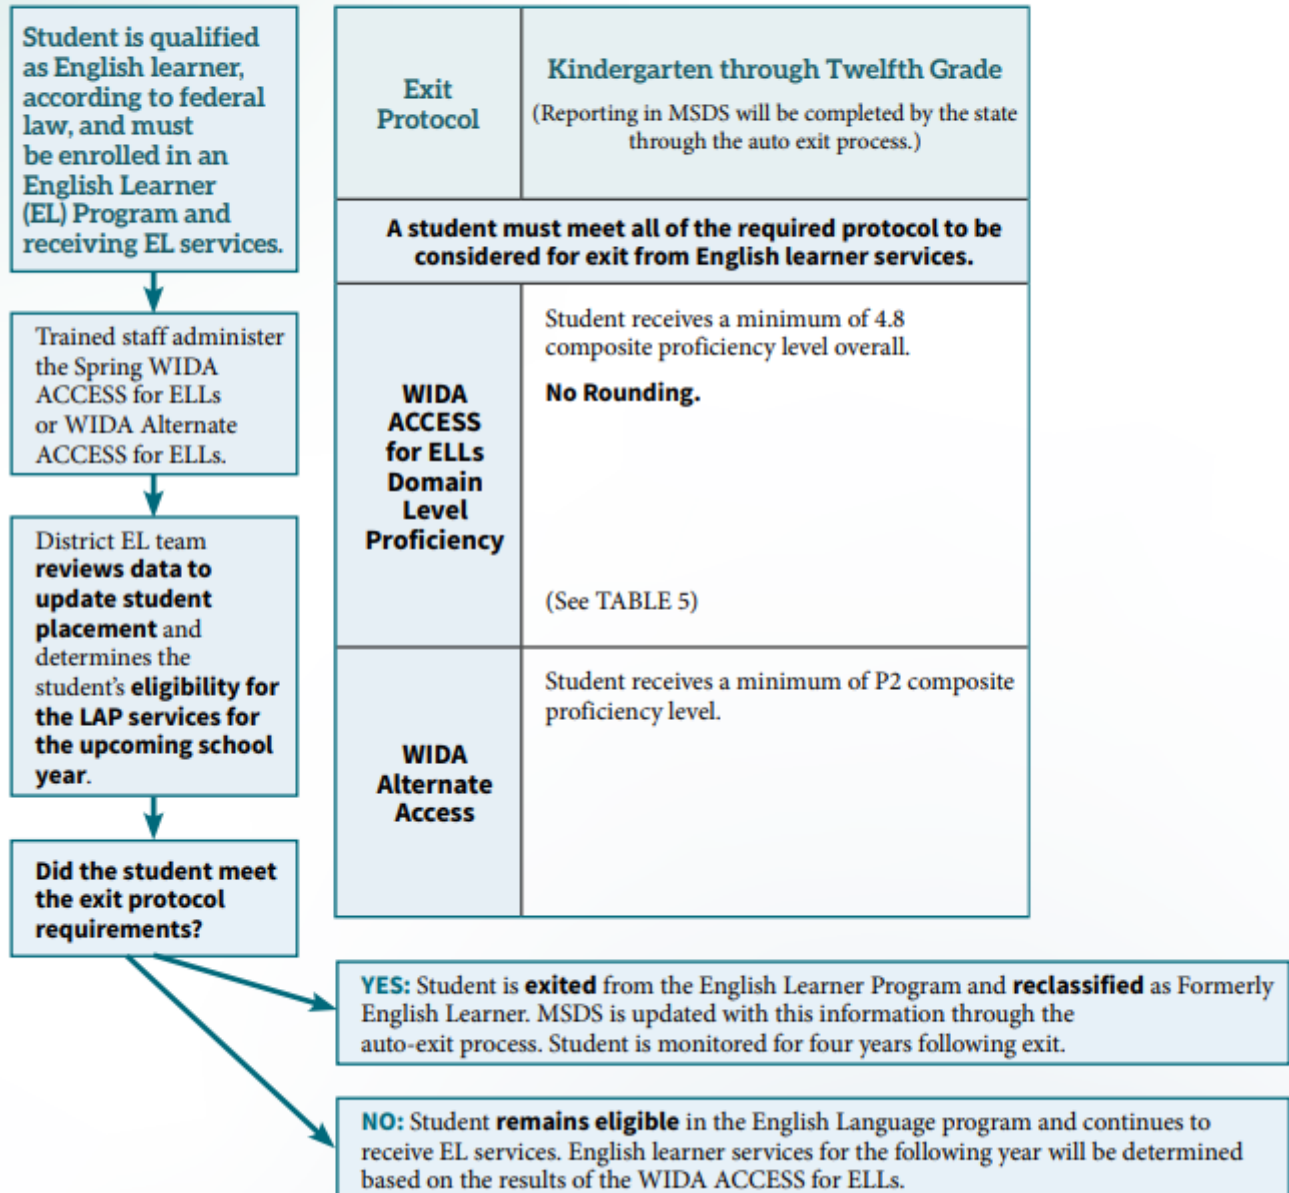 Student is qualified
as English learner,
according to federal
law, and must
be enrolled in an
English Learner
(EL) Program and
receiving EL services.
Trained staff administer
the Spring WIDA
ACCESS for ELLs
or WIDA Alternate
ACCESS for ELLs.
District EL team
reviews data to
update student
placement and
determines the
student's eligibility for
the LAP services for
the upcoming school
year.
Did the student meet
the exit protocol
requirements?
Exit
Protocol
Kindergarten through Twelfth Grade
(Reporting in MSDS will be completed by the state
through the auto exit process.)
A student must meet all of the required protocol to be
considered for exit from English learner services.
WIDA
ACCESS
for ELLs
Domain
Level
Proficiency
Student receives a minimum of 4.8
composite proficiency level overall.
No Rounding.
(See TABLE 5)
WIDA
Alternate
Access
Student receives a minimum of P2 composite
proficiency level.
YES: Student is exited from the English Learner Program and reclassified as Formerly
English Learner. MSDS is updated with this information through the
auto-exit process. Student is monitored for four years following exit.
NO: Student remains eligible in the English Language program and continues to
receive EL services. English learner services for the following year will be determined
based on the results of the WIDA ACCESS for ELLs.